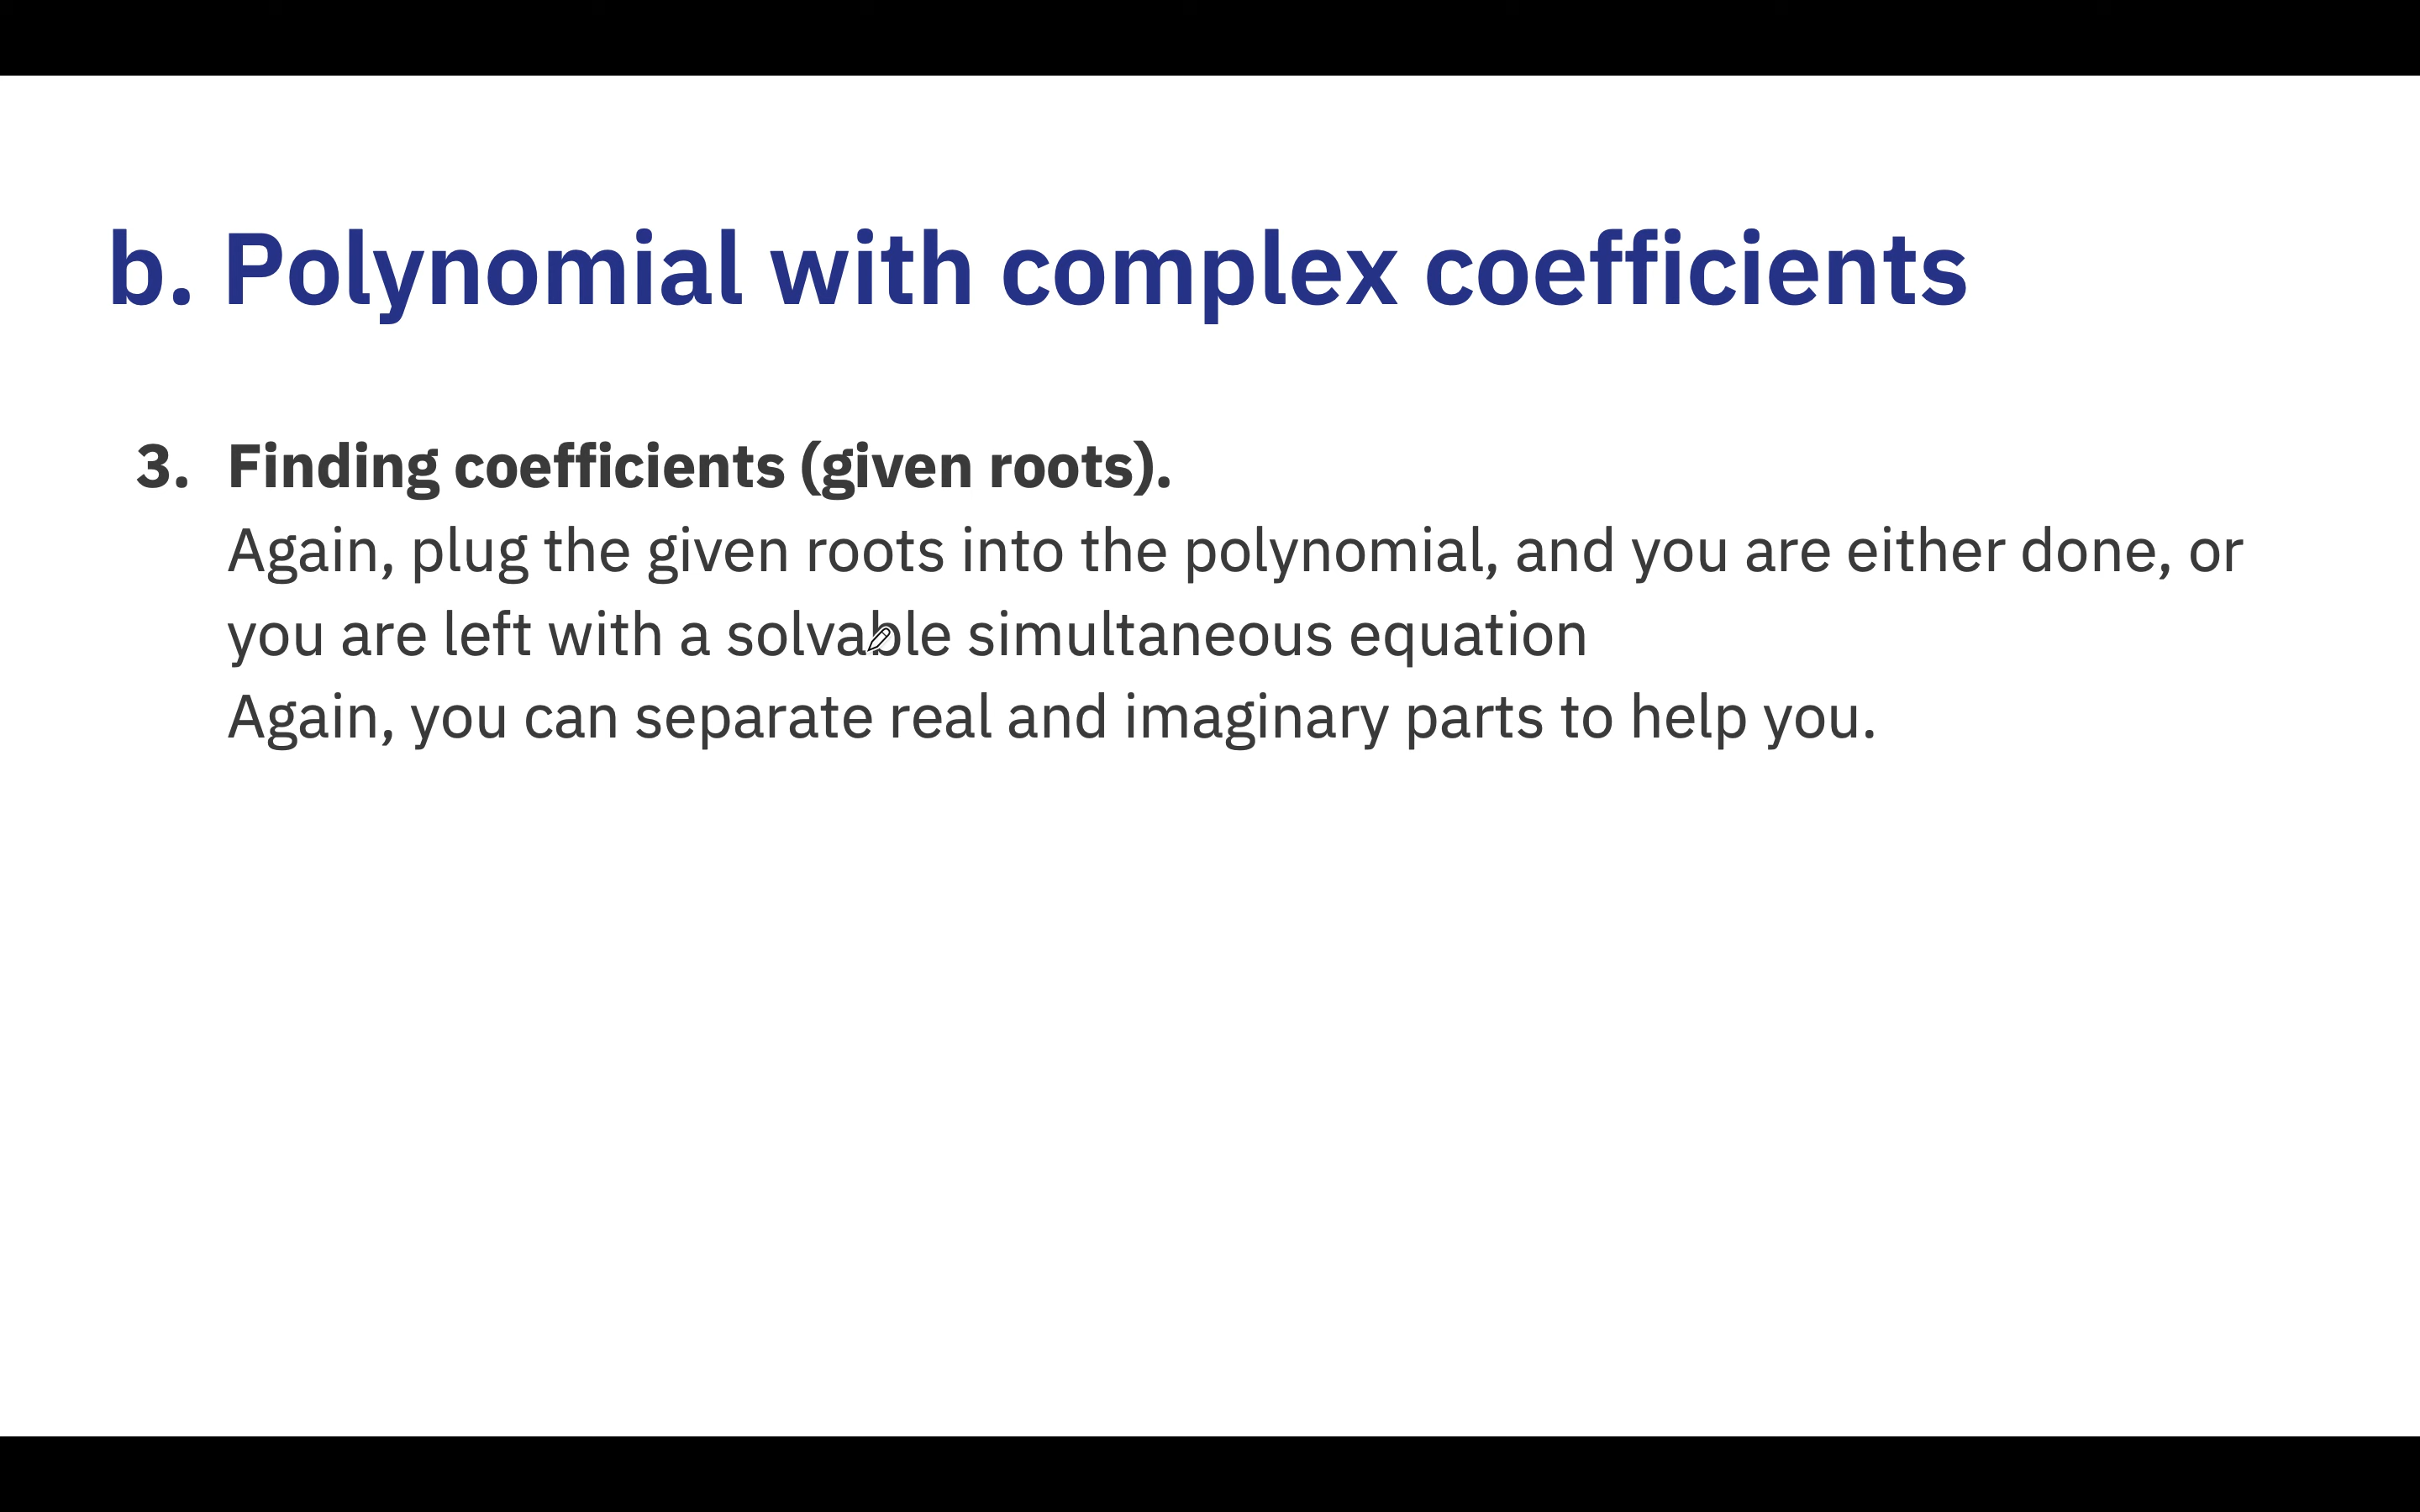 b. Polynomial with complex coefficients
3. Finding coefficients (given roots).
Again, plug the given roots into the polynomial, and you are either done, or
you are left with a solvable simultaneous equation
Again, you can separate real and imaginary parts to help you.